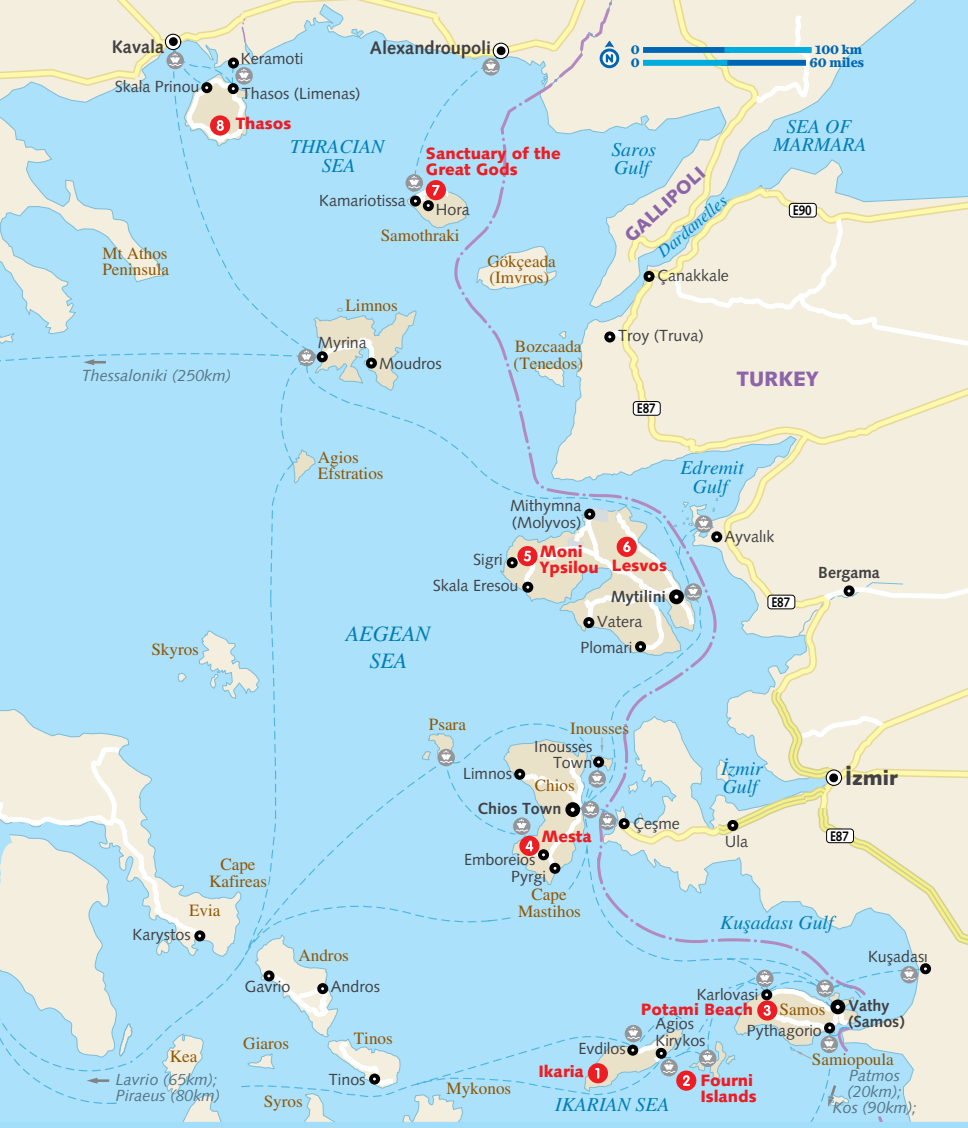 Kavala
Alexandroupoli
N
0 100 km
0 60 miles
Keramoti
Skala Prinou
Thasos (Limenas)
8 Thasos
THRACIAN
SEA
Saros
Gulf
SEA OF
MARMARA
Sanctuary of the
Great Gods
7
Kamariotissa
Hora
Samothraki
GALLIPOLI
Dardanelles
E90
Mt Athos
Peninsula
Gökçeada
(Imvros)
Çanakkale
Limnos
Myrina
Moudros
Bozcaada
(Tenedos)
Troy (Truva)
Thessaloniki (250km)
TURKEY
E87
Agios
Efstratios
Edremit
Gulf
Mithymna
(Molyvos)
Ayvalık
Sigri
5 Moni
Ypsilou
6
Lesvos
Skala Eresou
Mytilini
Bergama
E87
Vatera
Plomari
AEGEAN
SEA
Skyros
Psara
Inousses
Inousses
Town
Limnos
Chios
Chios Town
İzmir
Gulf
İzmir
Çeşme
Ula
E87
4 Mesta
Emboreios
Pyrgi
Cape
Mastihos
Cape
Kafireas
Evia
Karystos
Kuşadası Gulf
Kuşadası
Andros
Gavrio
Andros
Karlovasi
Potami Beach 3
Samos
Vathy
(Samos)
Pythagorio
Samiopoula
Kea
Giaros
Tinos
Tinos
Agios
Kirykos
Evdilos
Ikaria 1
2 Fourni
Islands
Lavrio (65km);
Piraeus (80km)
Syros
Mykonos
IKARIAN SEA
Patmos
(20km);
Kos (90km);